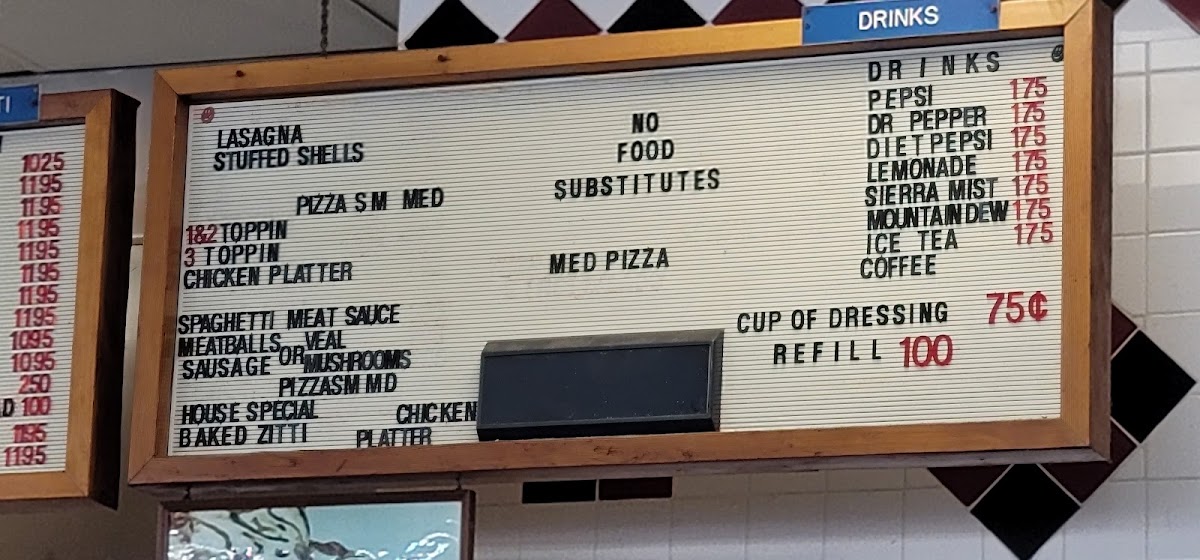 TI
1025
1195
1195
1195
1195
1195
1195
1195
1095
1095
250
D 100
1195
1195
LASAGNA
STUFFED SHELLS
PIZZA SM MED
1&2 TOPPIN
3 TOPPIN
CHICKEN PLATTER
SPAGHETTI MEAT SAUCE
MEATBALLS VEAL
SAUSAGE OR MUSHROOMS
PIZZA SM MD
HOUSE SPECIAL CHICKEN
BAKED ZITTI PLATTER
NO
FOOD
SUBSTITUTES
MED PIZZA
DRINKS
DRINKS
PEPSI 175
DR PEPPER 175
DIET PEPSI 175
LEMONADE 175
SIERRA MIST 175
MOUNTAIN DEW 175
ICE TEA 175
COFFEE
CUP OF DRESSING 75¢
REFILL 100